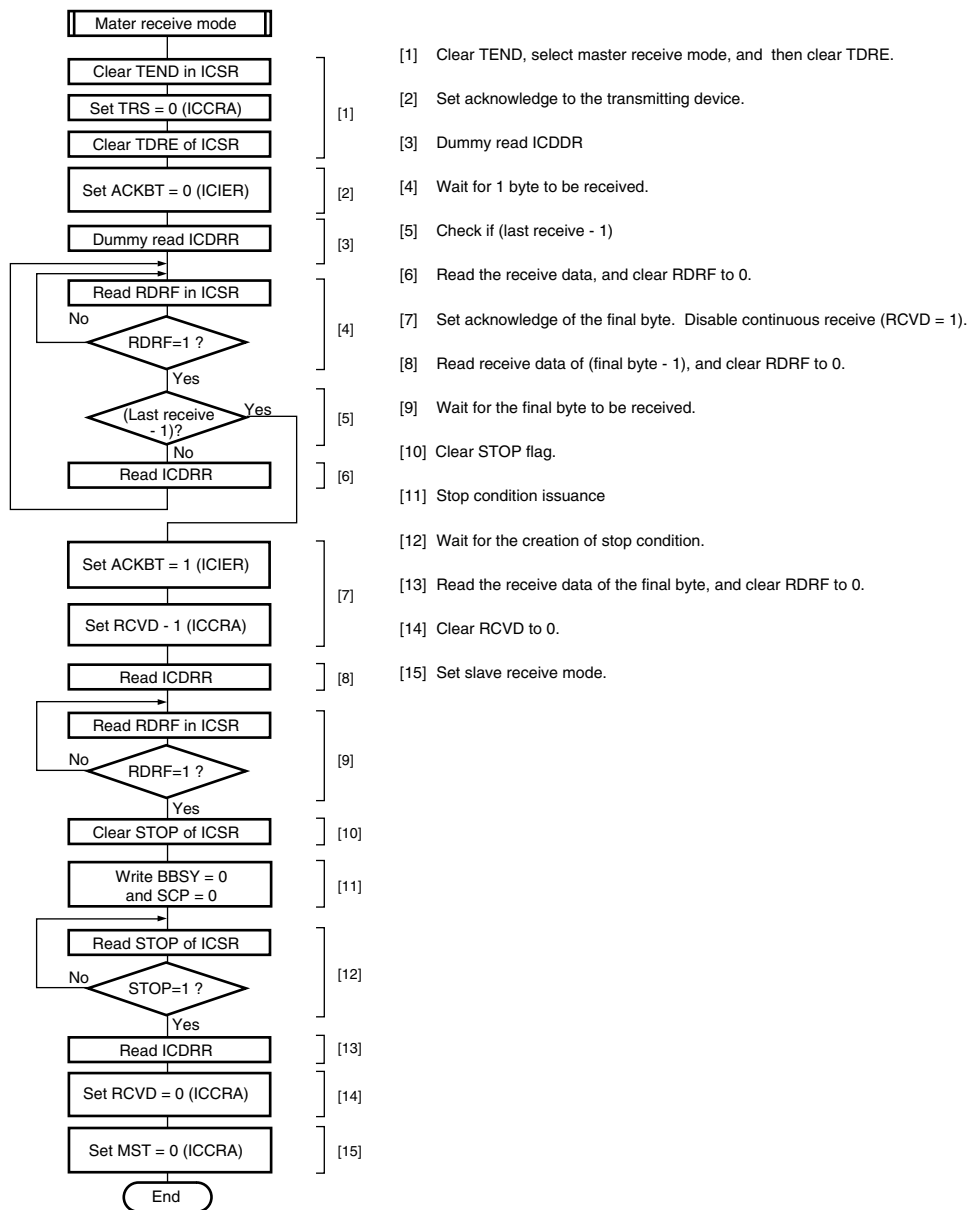 Mater receive mode
Clear TEND in ICSR
Set TRS = 0 (ICCRA)
Clear TDRE of ICSR
[1]
Set ACKBT = 0 (ICIER)
[2]
Dummy read ICDRR
[3]
Read RDRF in ICSR
No
RDRF=1 ?
[4]
Yes
(Last receive
- 1)?
Yes
[5]
No
Read ICDRR
[6]
Set ACKBT = 1 (ICIER)
[7]
Set RCVD - 1 (ICCRA)
Read ICDRR
[8]
Read RDRF in ICSR
No
RDRF=1 ?
[9]
Yes
Clear STOP of ICSR
[10]
Write BBSY = 0
and SCP = 0
[11]
Read STOP of ICSR
No
STOP=1 ?
[12]
Yes
Read ICDRR
[13]
Set RCVD = 0 (ICCRA)
[14]
Set MST = 0 (ICCRA)
[15]
End
[1] Clear TEND, select master receive mode, and then clear TDRE.
[2] Set acknowledge to the transmitting device.
[3] Dummy read ICDDR
[4] Wait for 1 byte to be received.
[5] Check if (last receive - 1)
[6] Read the receive data, and clear RDRF to 0.
[7] Set acknowledge of the final byte. Disable continuous receive (RCVD = 1).
[8] Read receive data of (final byte - 1), and clear RDRF to 0.
[9] Wait for the final byte to be received.
[10] Clear STOP flag.
[11] Stop condition issuance
[12] Wait for the creation of stop condition.
[13] Read the receive data of the final byte, and clear RDRF to 0.
[14] Clear RCVD to 0.
[15] Set slave receive mode.